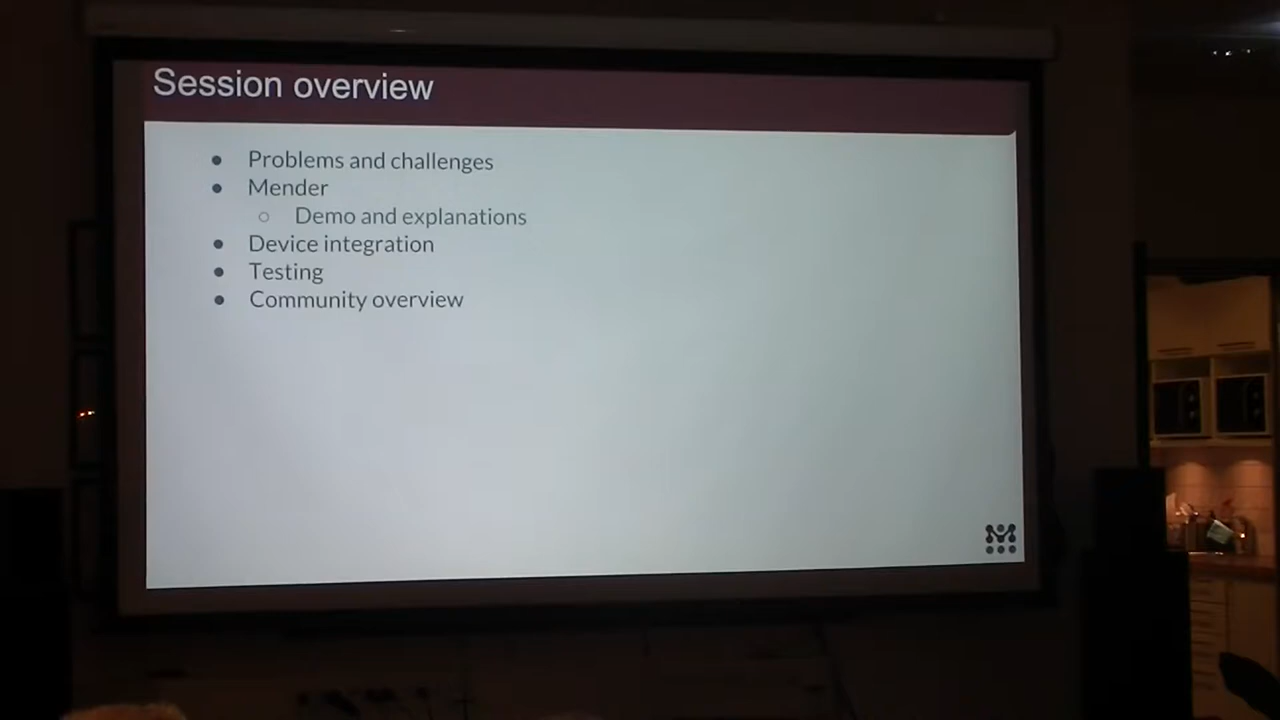 Session overview
Problems and challenges
Mender
Demo and explanations
Device integration
Testing
Community overview